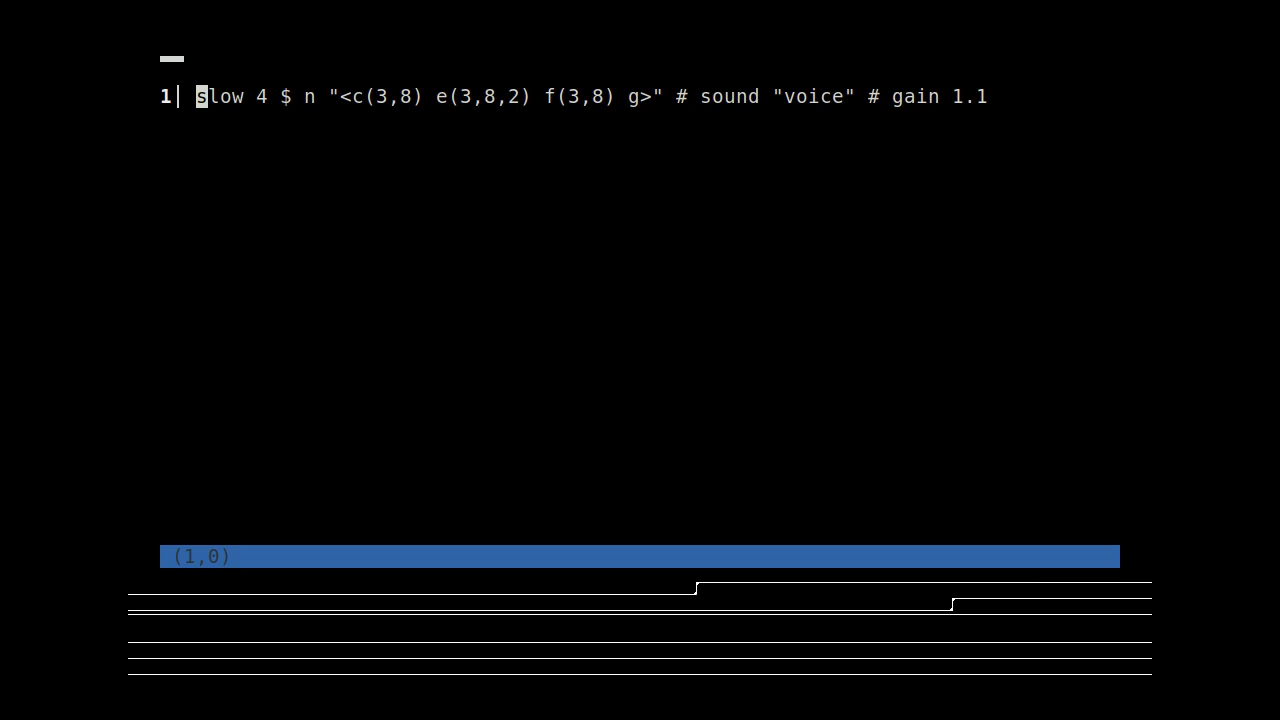 1│ slow 4 $ n "<c(3,8) e(3,8,2) f(3,8) g>" # sound "voice" # gain 1.1
(1,0)